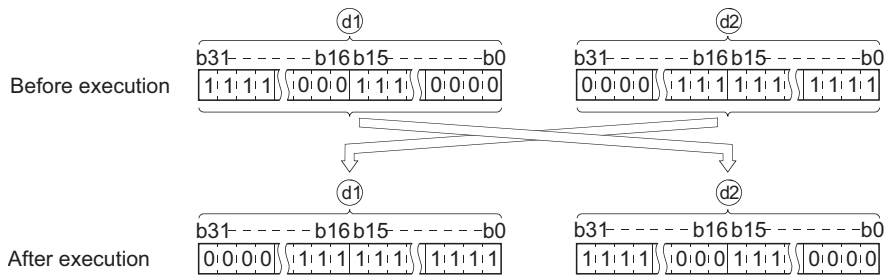 d1 d2
b31 b16 b15 b0 b31 b16 b15 b0
Before execution 1 1 1 1 0 0 0 1 1 1 0 0 0 0 0 0 0 0 1 1 1 1 1 1 1 1 1 1
d1 d2
b31 b16 b15 b0 b31 b16 b15 b0
After execution 0 0 0 0 1 1 1 1 1 1 1 1 1 1 1 1 1 1 0 0 0 1 1 1 0 0 0 0